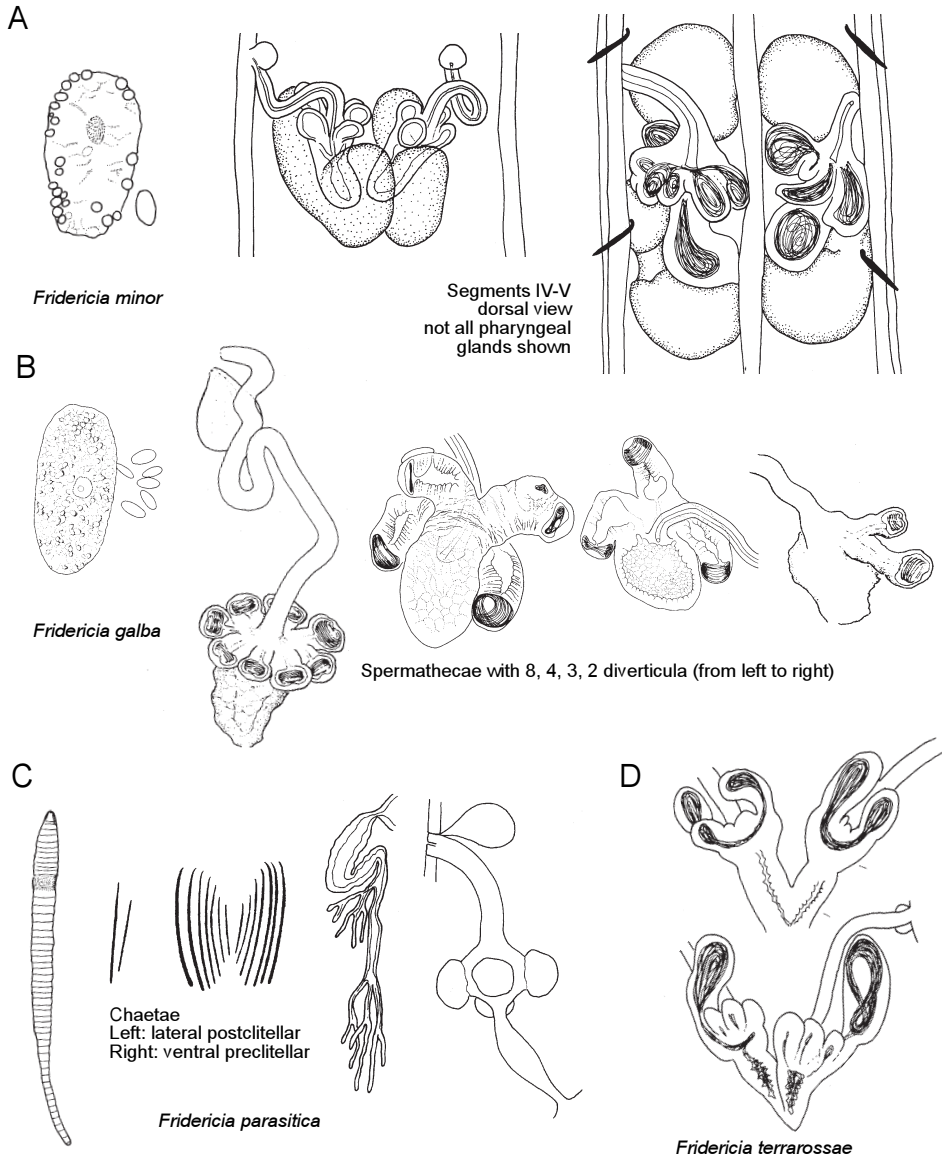 A
Fridericia minor
Segments IV-V
dorsal view
not all pharyngeal
glands shown
B
Fridericia galba
Spermathecae with 8, 4, 3, 2 diverticula (from left to right)
C
Chaetae
Left: lateral postclitellar
Right: ventral preclitellar
Fridericia parasitica
D
Fridericia terrarossae